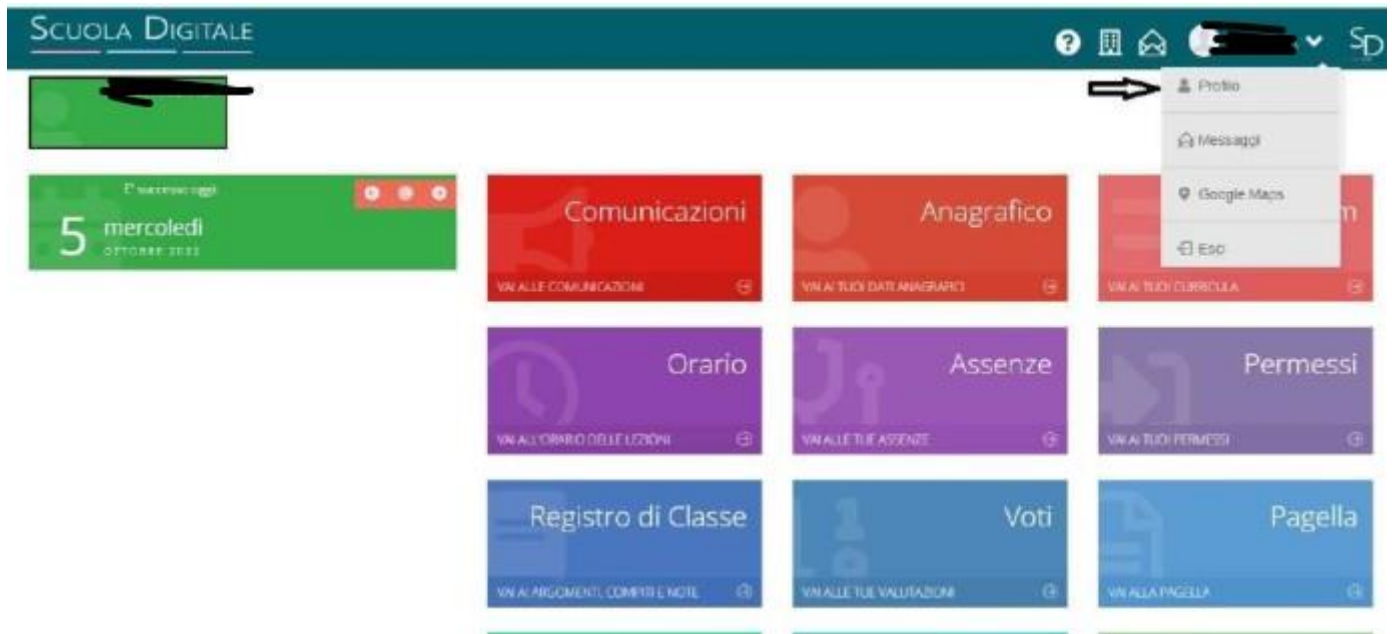 SCUOLA DIGITALE
SD
Profilo
Messaggi
Google Maps
Esci
E' successo oggi
5 mercoledì
OTTOBRE 2022
Comunicazioni
VAI ALLE COMUNICAZIONI
Anagrafico
VAI AI TUOI DATI ANAGRAFICI
m
VAI AI TUOI CURRICULA
Orario
VAI ALL'ORARIO DELLE LEZIONI
Assenze
VAI ALLE TUE ASSENZE
Permessi
VAI AI TUOI PERMESSI
Registro di Classe
VAI AI ARGOMENTI, COMPITI E NOTE
Voti
VAI ALLE TUE VALUTAZIONI
Pagella
VAI ALLA PAGELLA